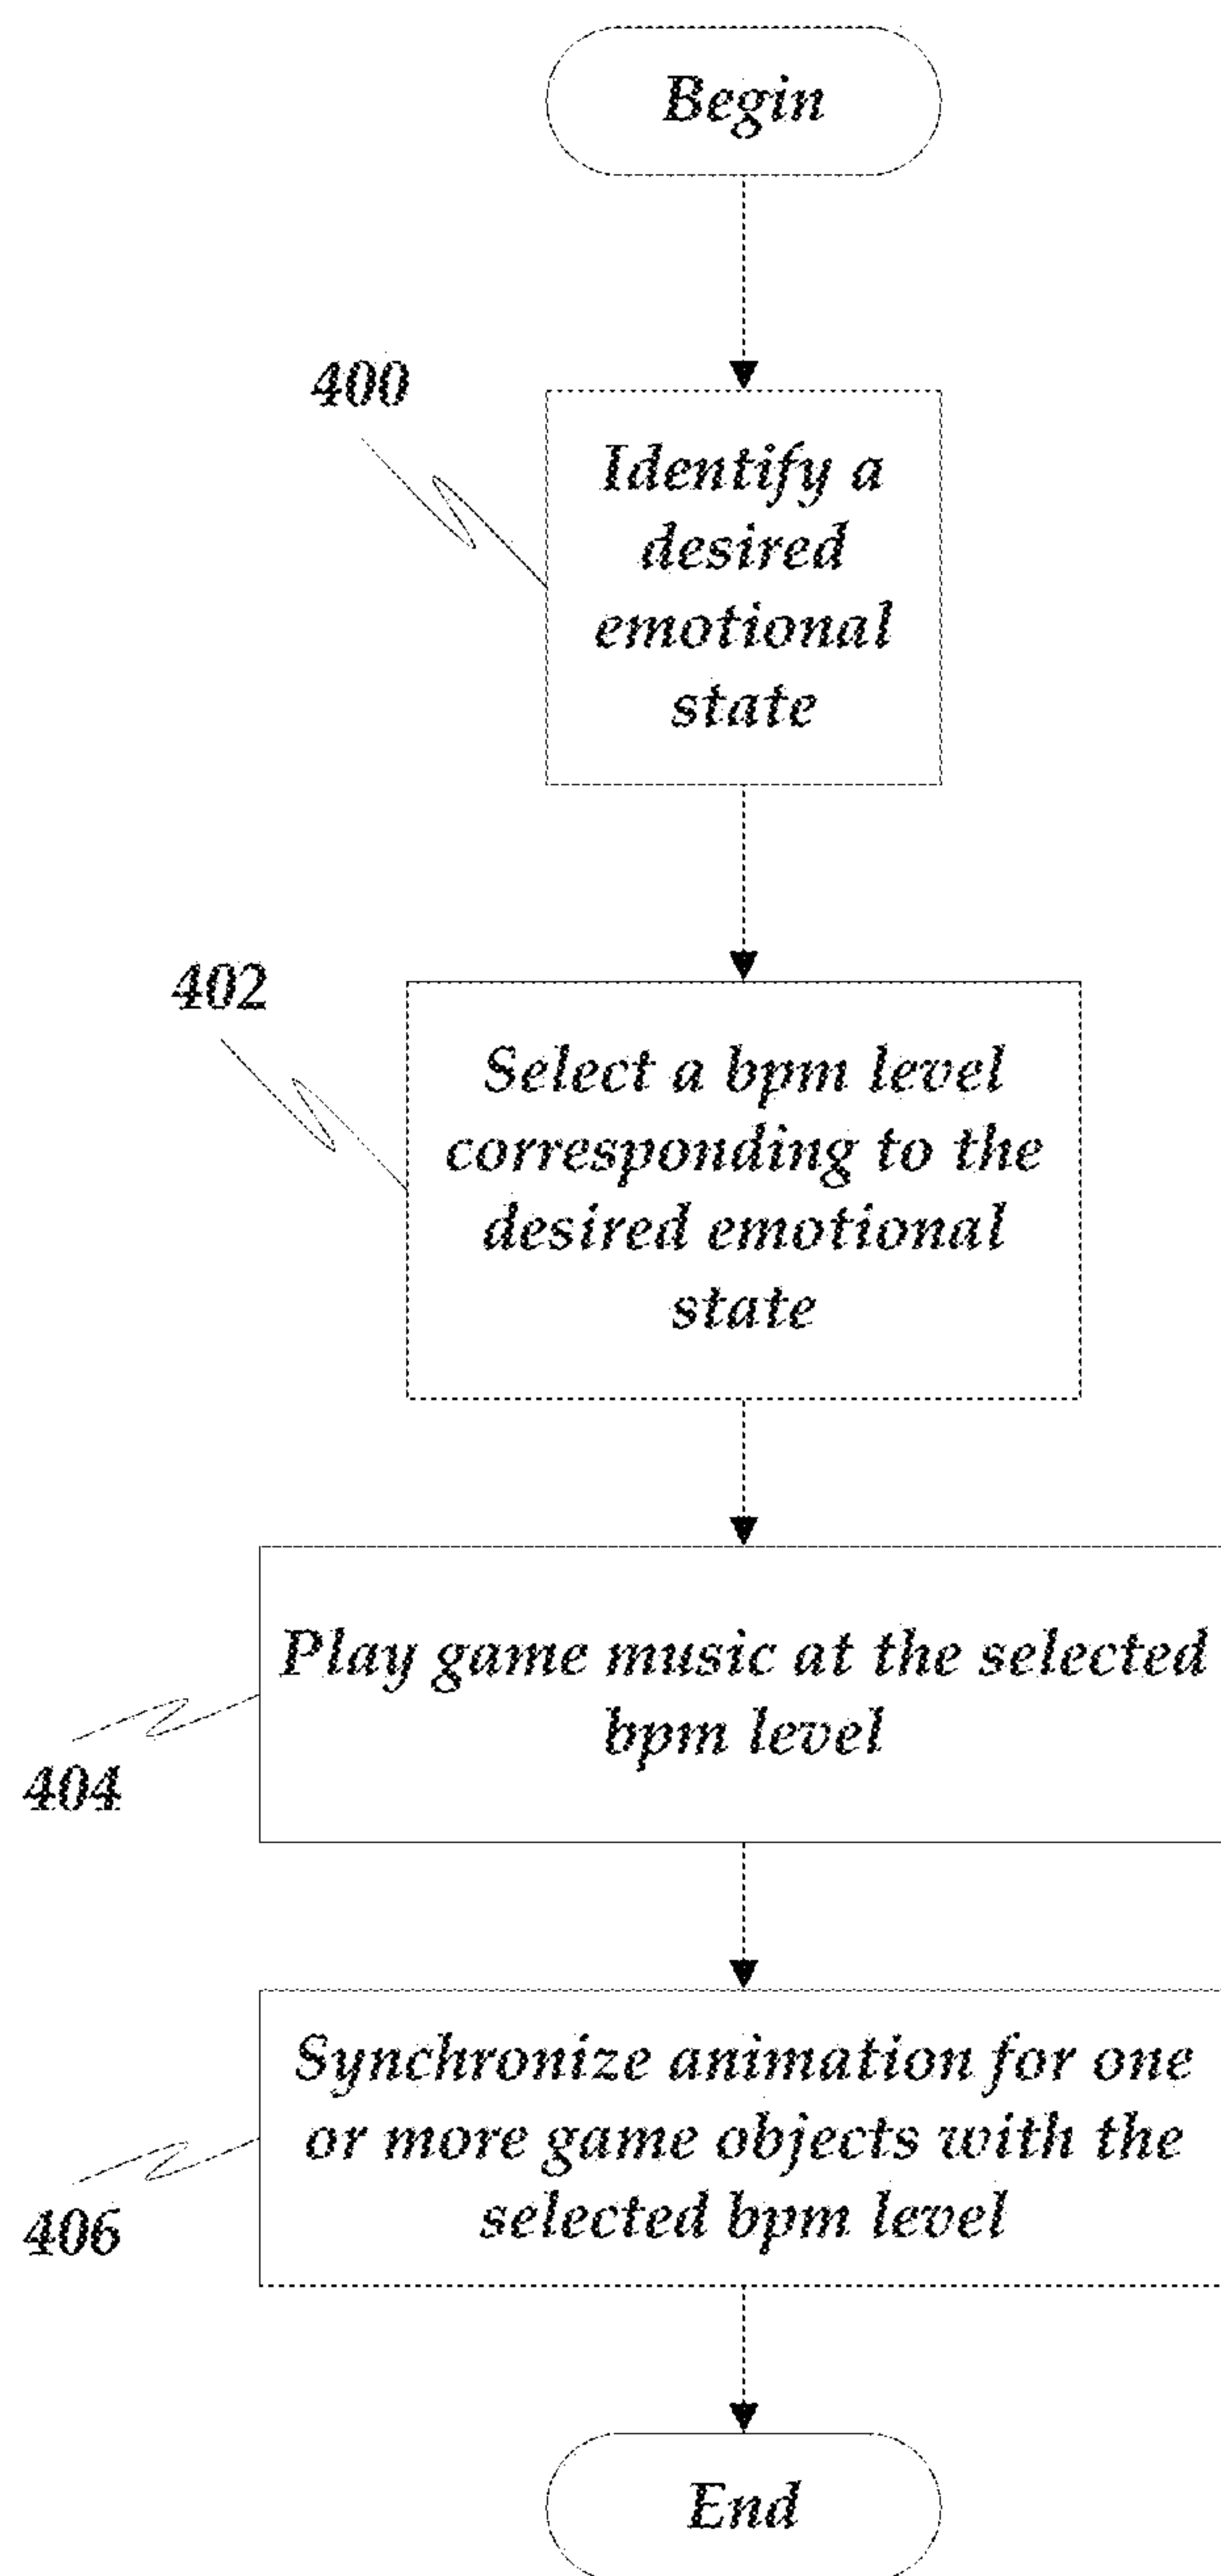 Begin
400
Identify a
desired
emotional
state
402
Select a bpm level
corresponding to the
desired emotional
state
Play game music at the selected
bpm level
404
Synchronize animation for one
or more game objects with the
selected bpm level
406
End